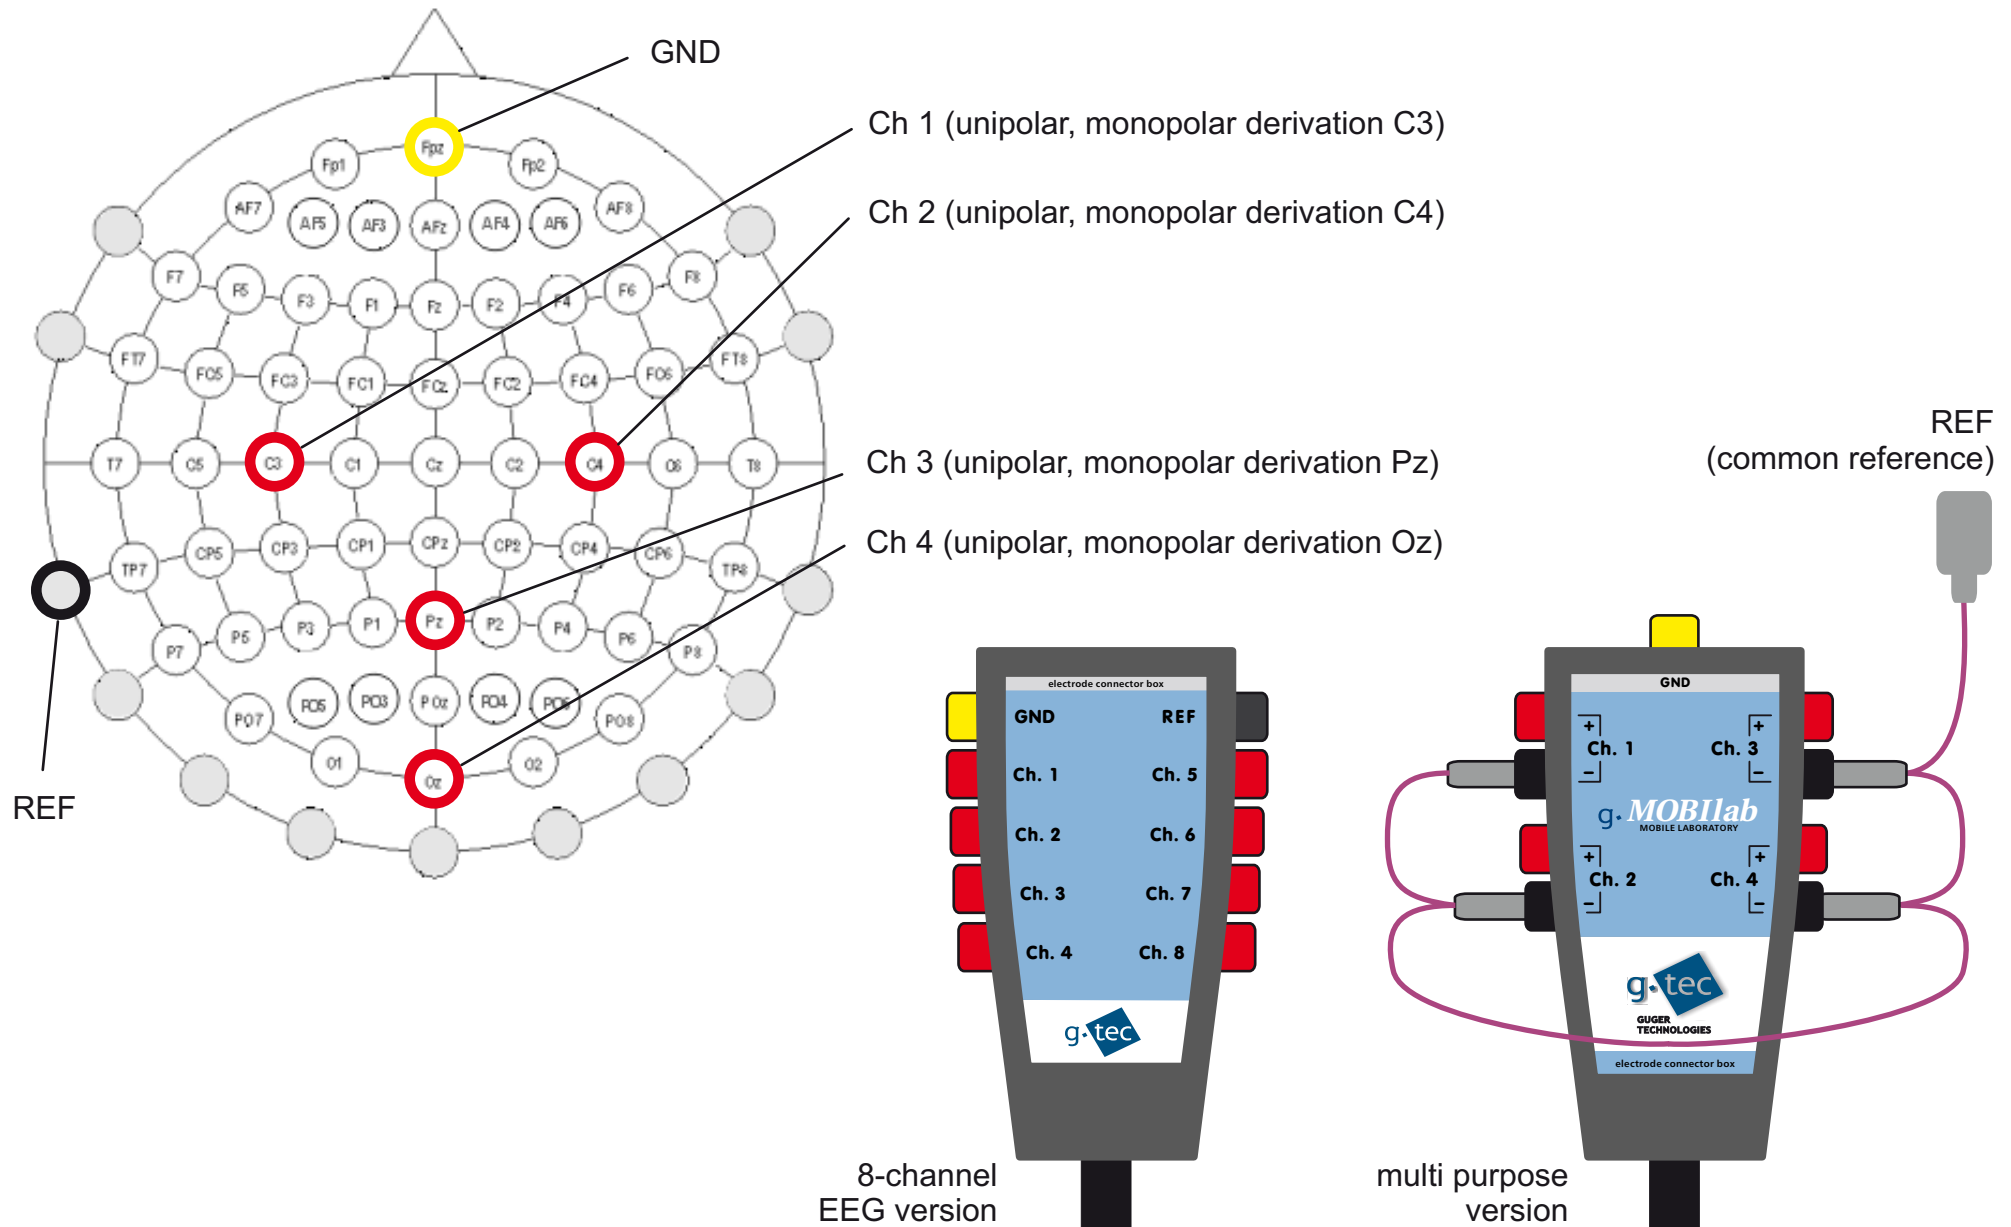 GND
Ch 1 (unipolar, monopolar derivation C3)
Ch 2 (unipolar, monopolar derivation C4)
Ch 3 (unipolar, monopolar derivation Pz)
Ch 4 (unipolar, monopolar derivation Oz)
REF
Fp1 Fpz Fp2
AF7 AF5 AF3 AFz AF4 AF6 AF8
F7 F5 F3 F1 Fz F2 F4 F6 F8
FT7 FC5 FC3 FC1 FCz FC2 FC4 FC6 FT8
T7 C5 C3 C1 Cz C2 C4 C6 T8
TP7 CP5 CP3 CP1 CPz CP2 CP4 CP6 TP8
P7 P5 P3 P1 Pz P2 P4 P6 P8
PO7 PO5 PO3 POz PO4 PO6 PO8
O1 Oz O2
electrode connector box
GND REF
Ch. 1 Ch. 5
Ch. 2 Ch. 6
Ch. 3 Ch. 7
Ch. 4 Ch. 8
g.tec
8-channel
EEG version
REF
(common reference)
GND
+ +
Ch. 1 Ch. 3
– –
g.MOBIlab
MOBILE LABORATORY
+ +
Ch. 2 Ch. 4
– –
g.tec
GUGER
TECHNOLOGIES
electrode connector box
multi purpose
version